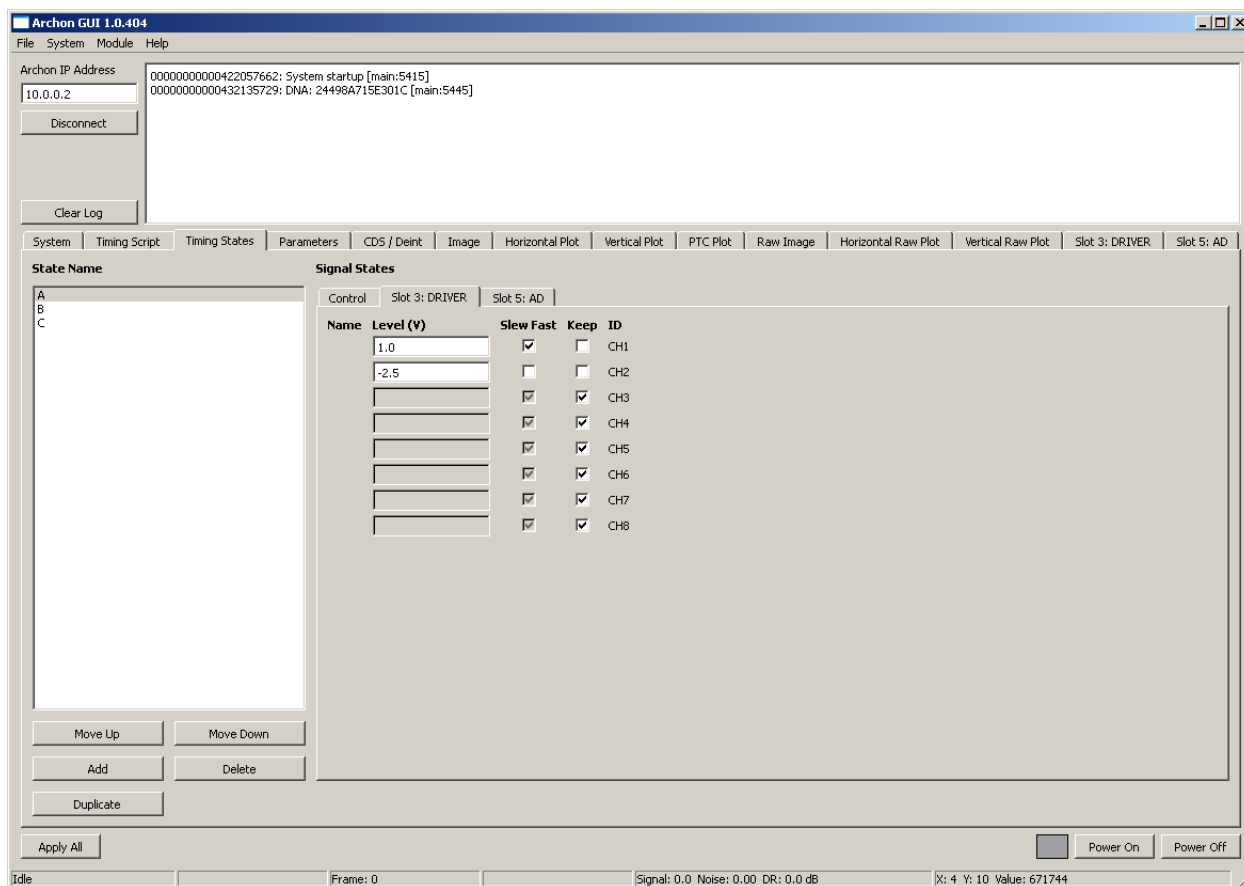 Archon GUI 1.0.404
File System Module Help
Archon IP Address
10.0.0.2
Disconnect
Clear Log
00000000000422057662: System startup [main:5415]
00000000000432135729: DNA: 24498A715E301C [main:5445]
System Timing Script Timing States Parameters CDS / Deint Image Horizontal Plot Vertical Plot PTC Plot Raw Image Horizontal Raw Plot Vertical Raw Plot Slot 3: DRIVER Slot 5: AD
State Name
A
B
C
Move Up Move Down
Add Delete
Duplicate
Signal States
Control Slot 3: DRIVER Slot 5: AD
Name Level (V) Slew Fast Keep ID
1.0 CH1
-2.5 CH2
CH3
CH4
CH5
CH6
CH7
CH8
Apply All Power On Power Off
Idle Frame: 0 Signal: 0.0 Noise: 0.00 DR: 0.0 dB X: 4 Y: 10 Value: 671744